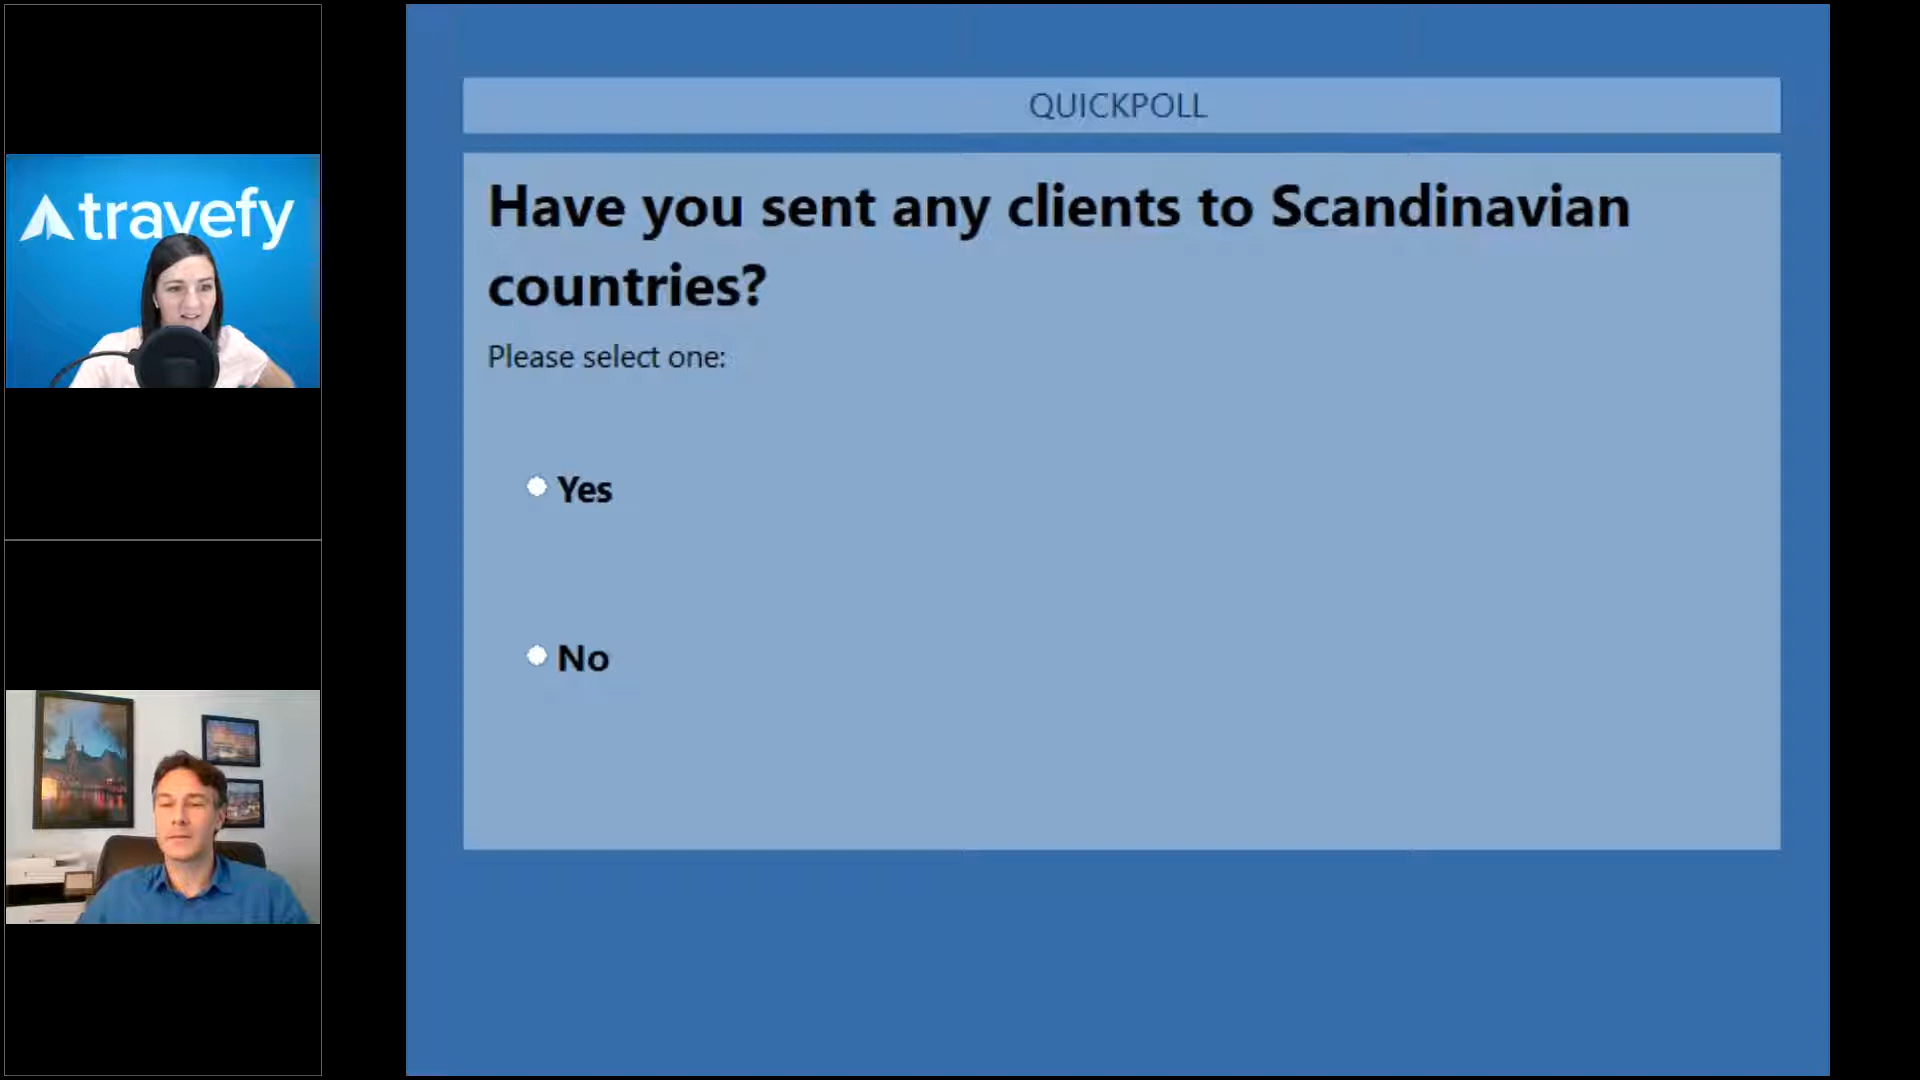 travefy
QUICKPOLL
Have you sent any clients to Scandinavian
countries?
Please select one:
Yes
No